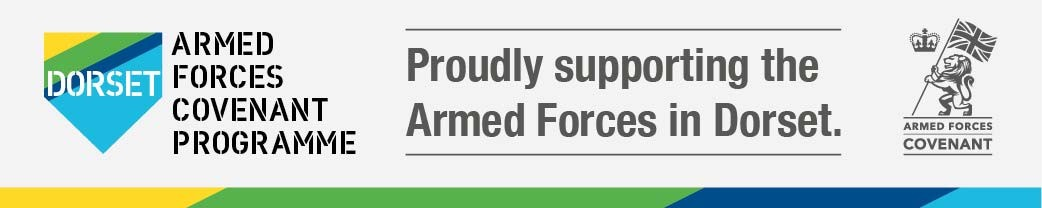 DORSET
ARMED
FORCES
COVENANT
PROGRAMME
Proudly supporting the
Armed Forces in Dorset.
ARMED FORCES
COVENANT